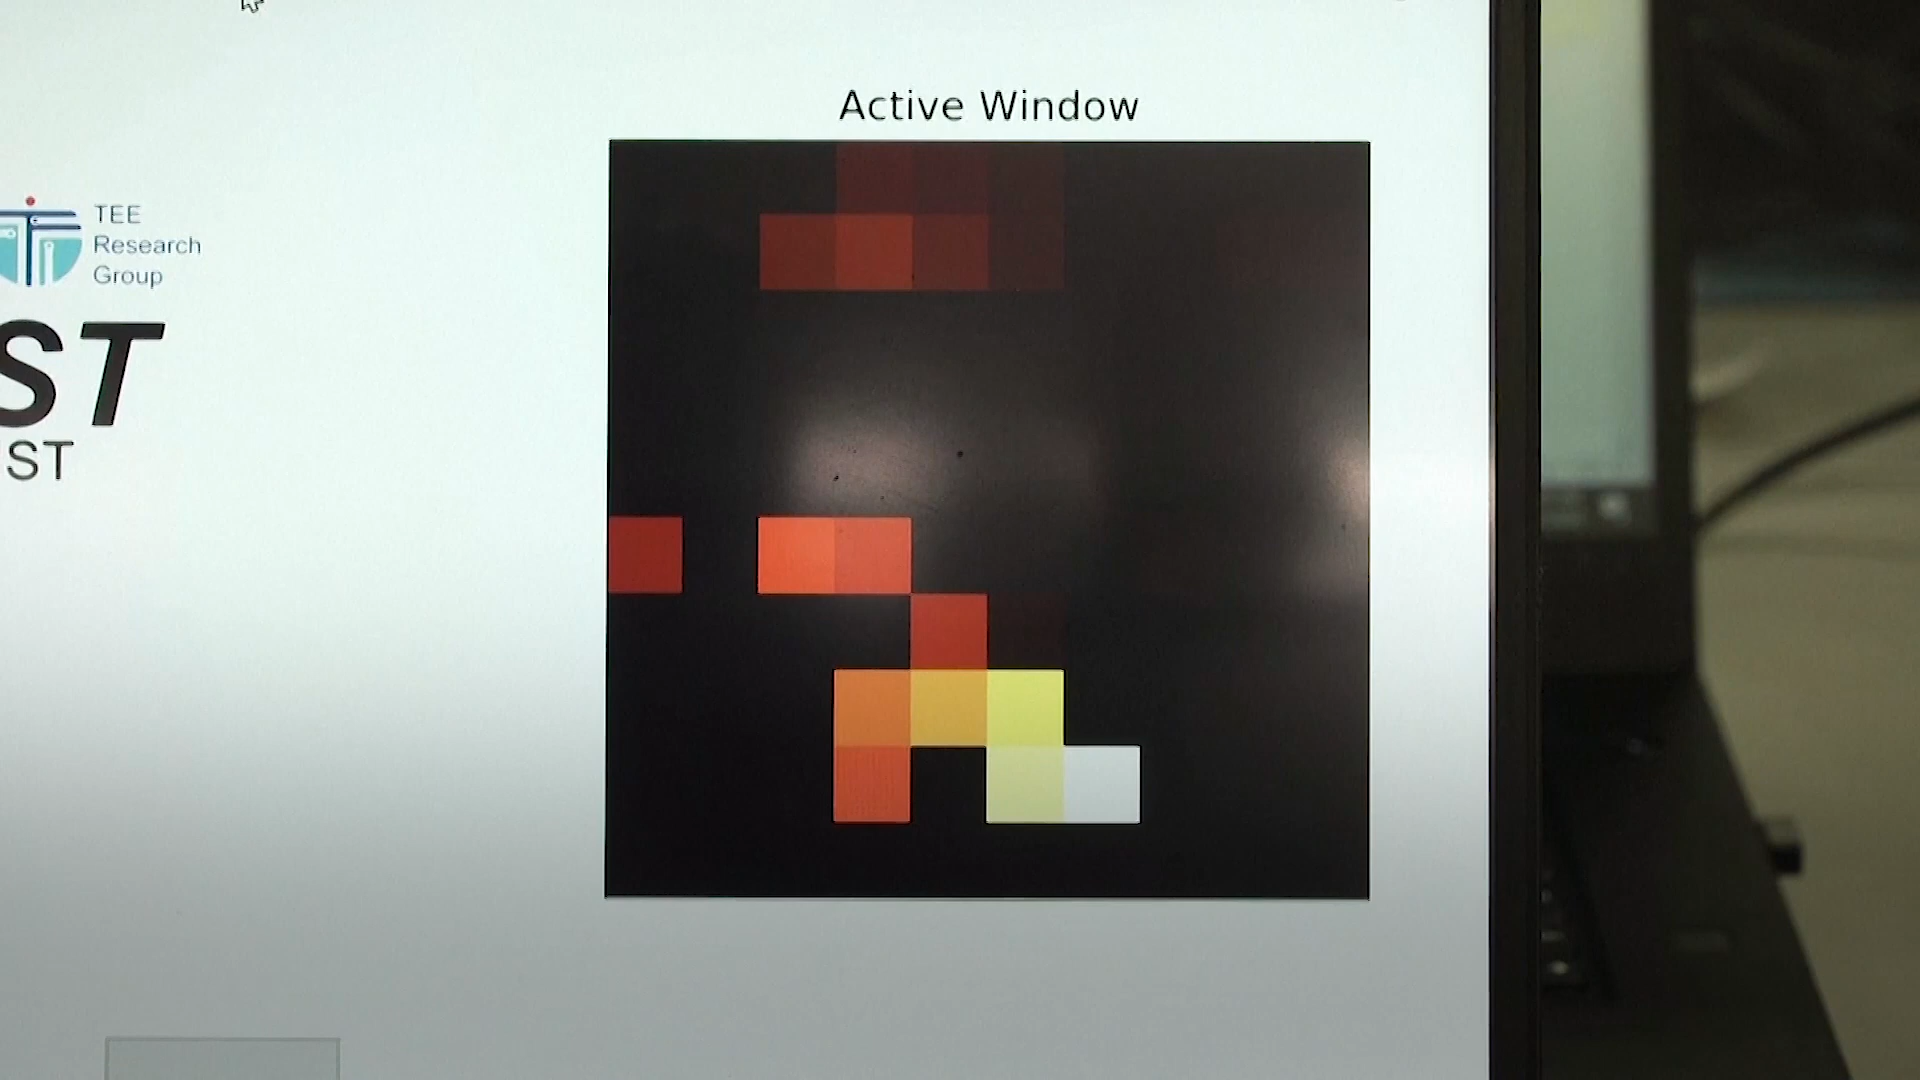 Active Window
TEE
Research
Group
ST
ST